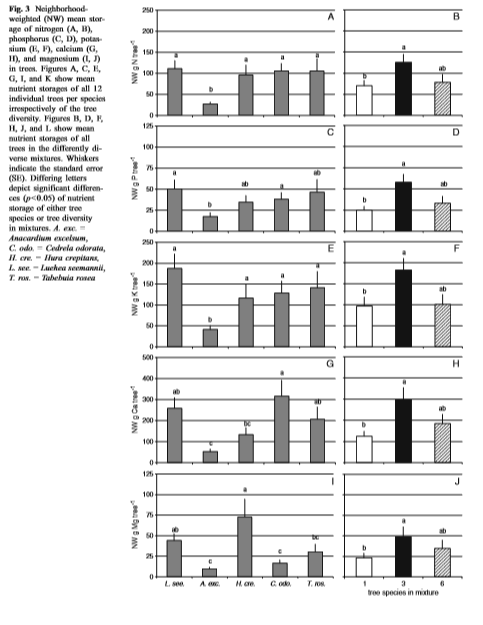 Fig. 3 Neighborhood-
weighted (NW) mean stor-
age of nitrogen (A, B),
phosphorus (C, D), potas-
sium (E, F), calcium (G,
H), and magnesium (I, J)
in trees. Figures A, C, E,
G, I, and K show mean
nutrient storages of all 12
individual trees per species
irrespectively of the tree
diversity. Figures B, D, F,
H, J, and L show mean
nutrient storages of all
trees in the differently di-
verse mixtures. Whiskers
indicate the standard error
(SE). Differing letters
depict significant differen-
ces (p<0.05) of nutrient
storage of either tree
species or tree diversity
in mixtures. A. exc. =
Anacardium excelsum,
C. odo. = Cedrela odorata,
H. cre. = Hura crepitans,
L. see. = Luehea seemannii,
T. ros. = Tabebuia rosea
NW g N tree-1
250
200
150
100
50
0
a
b
a
a
a
A
b
a
ab
B
NW g P tree-1
125
100
75
50
25
0
a
b
ab
a
ab
C
b
a
ab
D
NW g K tree-1
250
200
150
100
50
0
a
b
a
a
a
E
b
a
ab
F
NW g Ca tree-1
500
400
300
200
100
0
ab
c
bc
a
ab
G
b
a
ab
H
NW g Mg tree-1
125
100
75
50
25
0
ab
c
a
c
bc
I
b
a
ab
J
L. see. A. exc. H. cre. C. odo. T. ros.
1 3 6
tree species in mixture